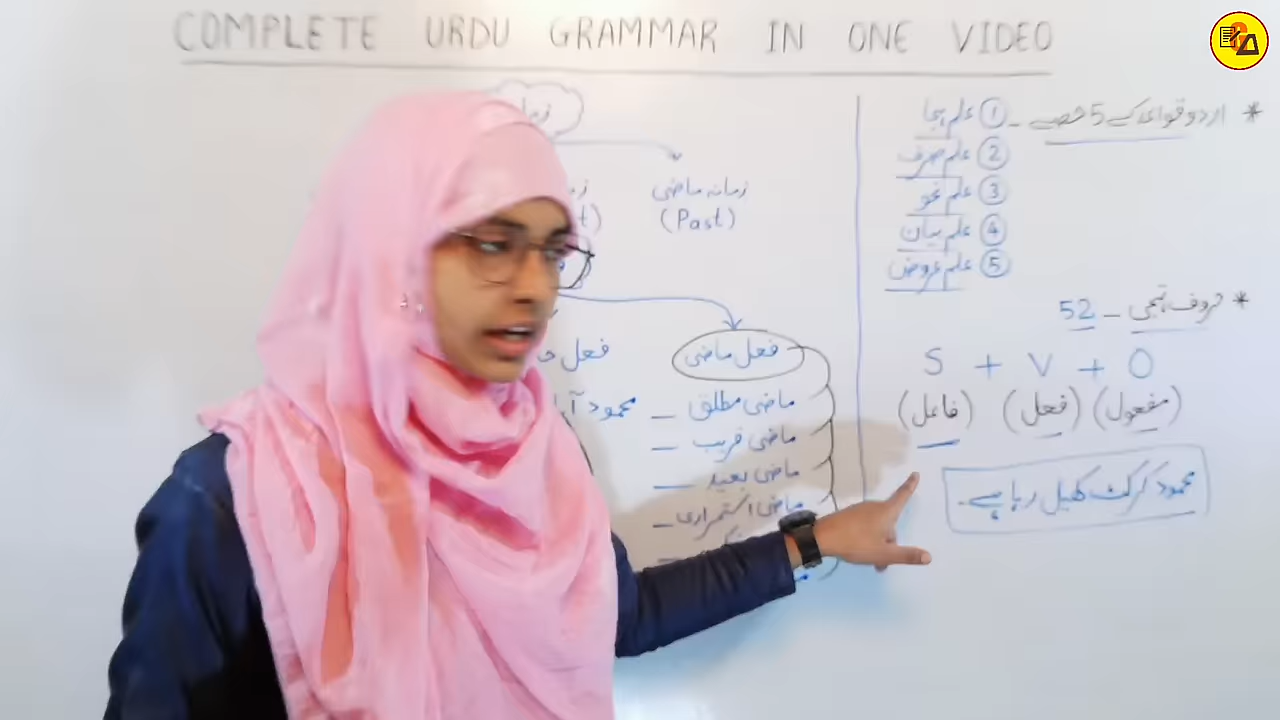 COMPLETE URDU GRAMMAR IN ONE VIDEO
* اردو قواعد کے 5 حصے ۔
① علم ہجا
② علم صرف
③ علم نحو
④ علم بیان
⑤ علم عروض
* حروف تہجی ـ 52
S + V + O
(فاعل) (فعل) (مفعول)
محمود کرکٹ کھیل رہا ہے۔
زمانہ ماضی
(Past)
فعل ماضی
ماضی مطلق ـ
ماضی قریب ـ
ماضی بعید ـ
ماضی استمراری ـ
فعل
محمود